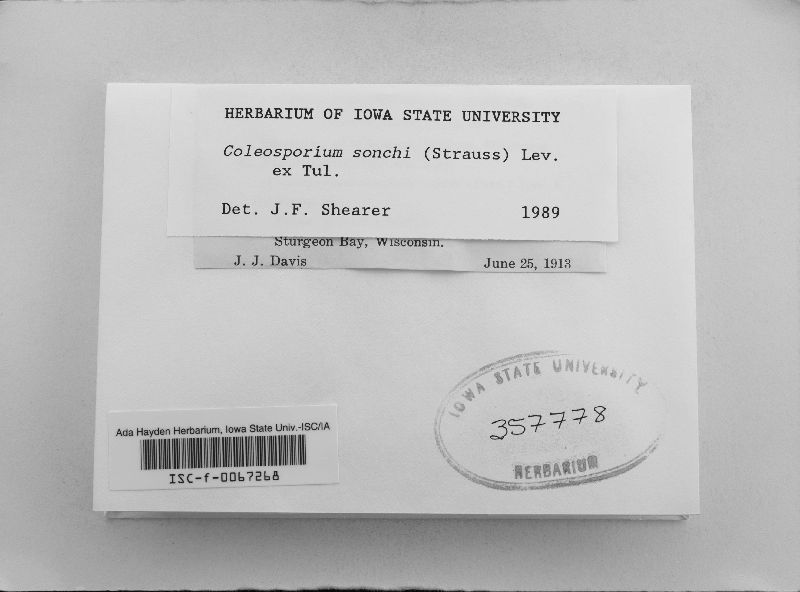 HERBARIUM OF IOWA STATE UNIVERSITY
Coleosporium sonchi (Strauss) Lev.
ex Tul.
Det. J.F. Shearer 1989
Sturgeon Bay, Wisconsin.
J. J. Davis June 25, 1913
IOWA STATE UNIVERSITY
357778
HERBARIUM
Ada Hayden Herbarium, Iowa State Univ.-ISC/IA
ISC-f-0067268